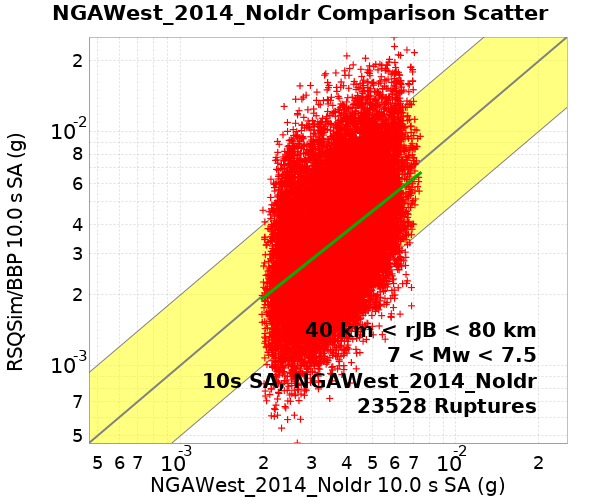 NGAWest_2014_NoIdr Comparison Scatter
RSQSim/BBP 10.0 s SA (g)
2
10-2
8
6
4
3
2
10-3
7
5
40 km < rJB < 80 km
7 < Mw < 7.5
10s SA, NGAWest_2014_NoIdr
23528 Ruptures
5 6 7 10-3 2 3 4 5 6 7 10-2 2
NGAWest_2014_NoIdr 10.0 s SA (g)